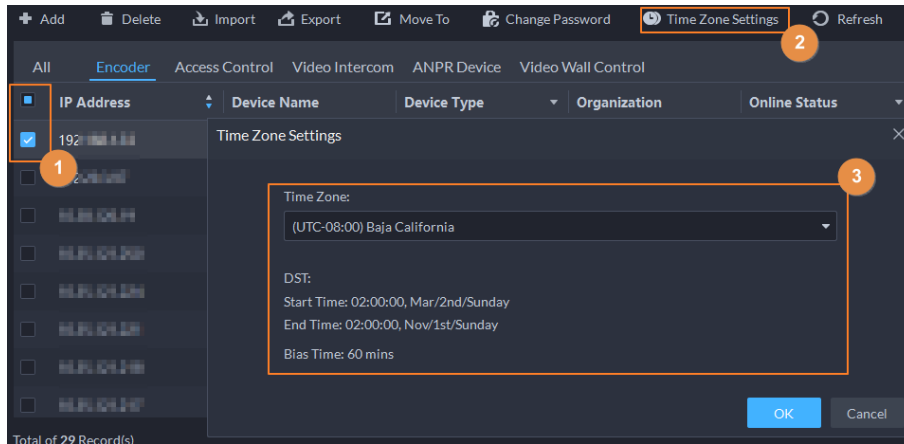 Add Delete Import Export Move To Change Password Time Zone Settings Refresh
2
All Encoder Access Control Video Intercom ANPR Device Video Wall Control
IP Address Device Name Device Type Organization Online Status
192
Time Zone Settings
1
3
Time Zone:
(UTC-08:00) Baja California
DST:
Start Time: 02:00:00, Mar/2nd/Sunday
End Time: 02:00:00, Nov/1st/Sunday
Bias Time: 60 mins
OK Cancel
Total of 29 Record(s)